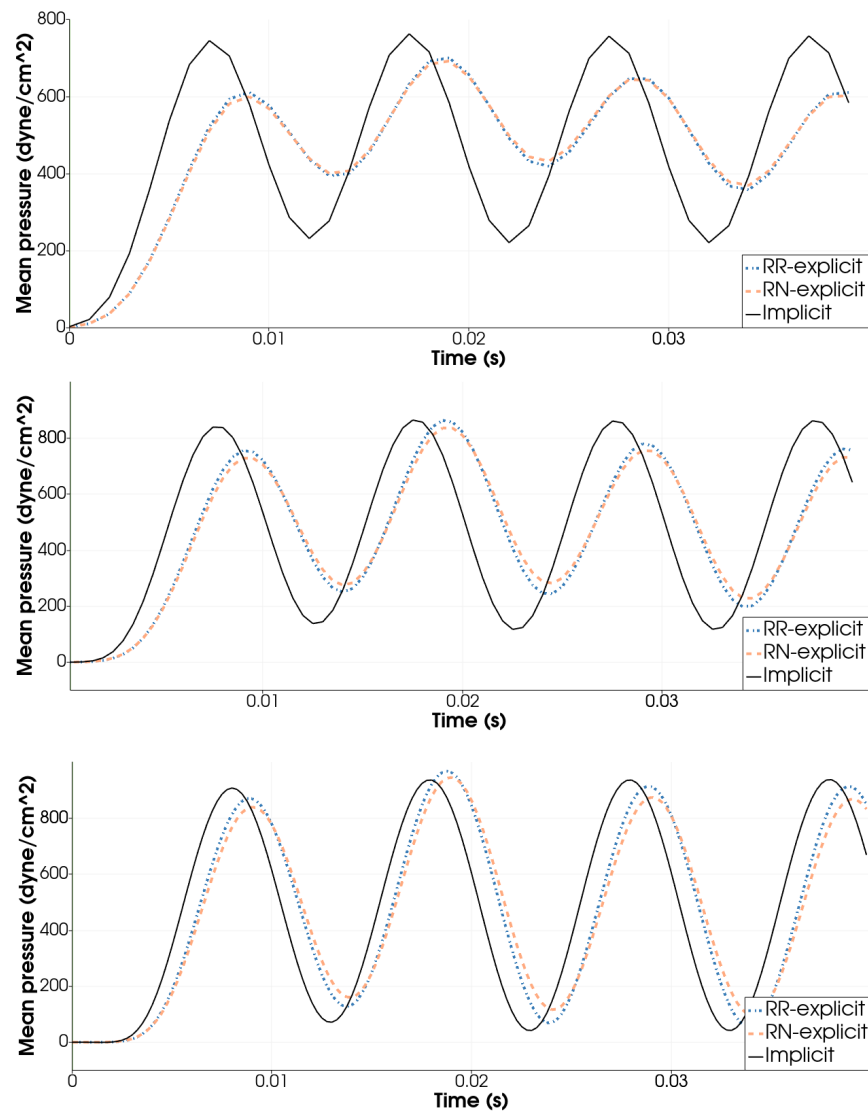 800
600
400
200
0
Mean pressure (dyne/cm^2)
RR-explicit
RN-explicit
Implicit
0 0.01 0.02 0.03
Time (s)
800
600
400
200
0
Mean pressure (dyne/cm^2)
RR-explicit
RN-explicit
Implicit
0.01 0.02 0.03
Time (s)
800
600
400
200
0
Mean pressure (dyne/cm^2)
RR-explicit
RN-explicit
Implicit
0 0.01 0.02 0.03
Time (s)